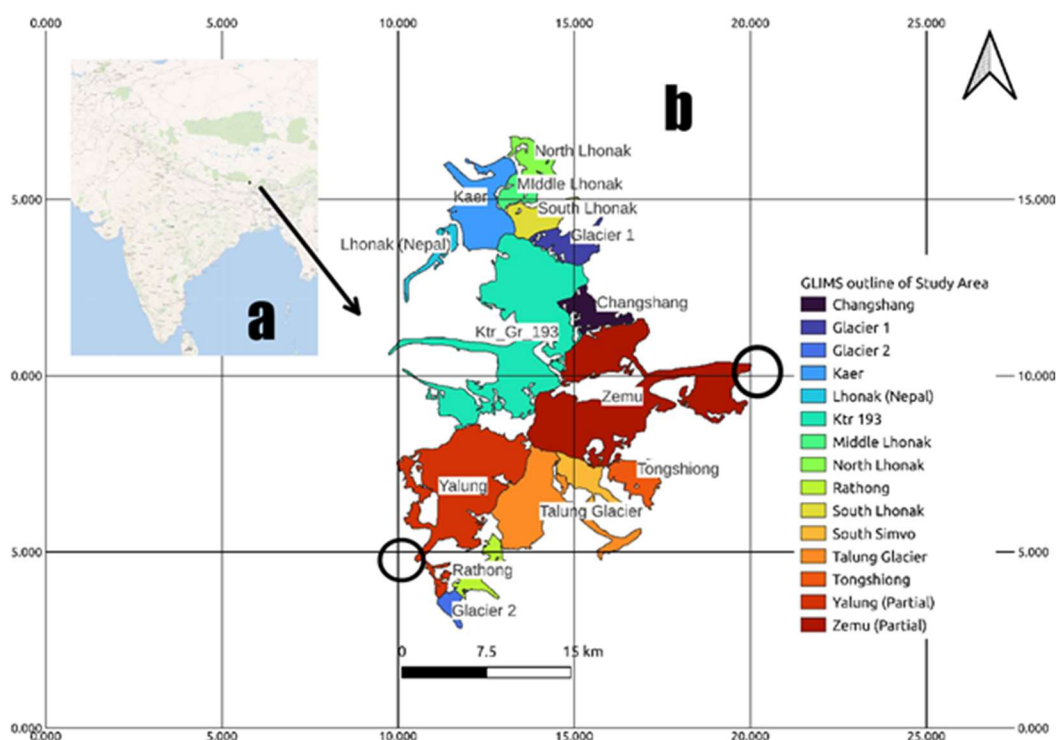 0.000
5.000
10.000
15.000
20.000
25.000
0.000
b
North Lhonak
Middle Lhonak
Kaer
South Lhonak
5.000
15.000
Lhonak (Nepal)
Glacier 1
a
GLIMS outline of Study Area
Changshang
Changshang
Glacier 1
Ktr_Gr_193
Glacier 2
0.000
10.000
Kaer
Zemu
Lhonak (Nepal)
Ktr 193
Middle Lhonak
Tongshiong
North Lhonak
Yalung
Rathong
Talung Glacier
South Lhonak
South Simvo
5.000
5.000
Talung Glacier
Rathong
Tongshiong
Glacier 2
Yalung (Partial)
Zemu (Partial)
0
7.5
15 km
0.000
0.000
0.000
5.000
10.000
15.000
20.000
25.000